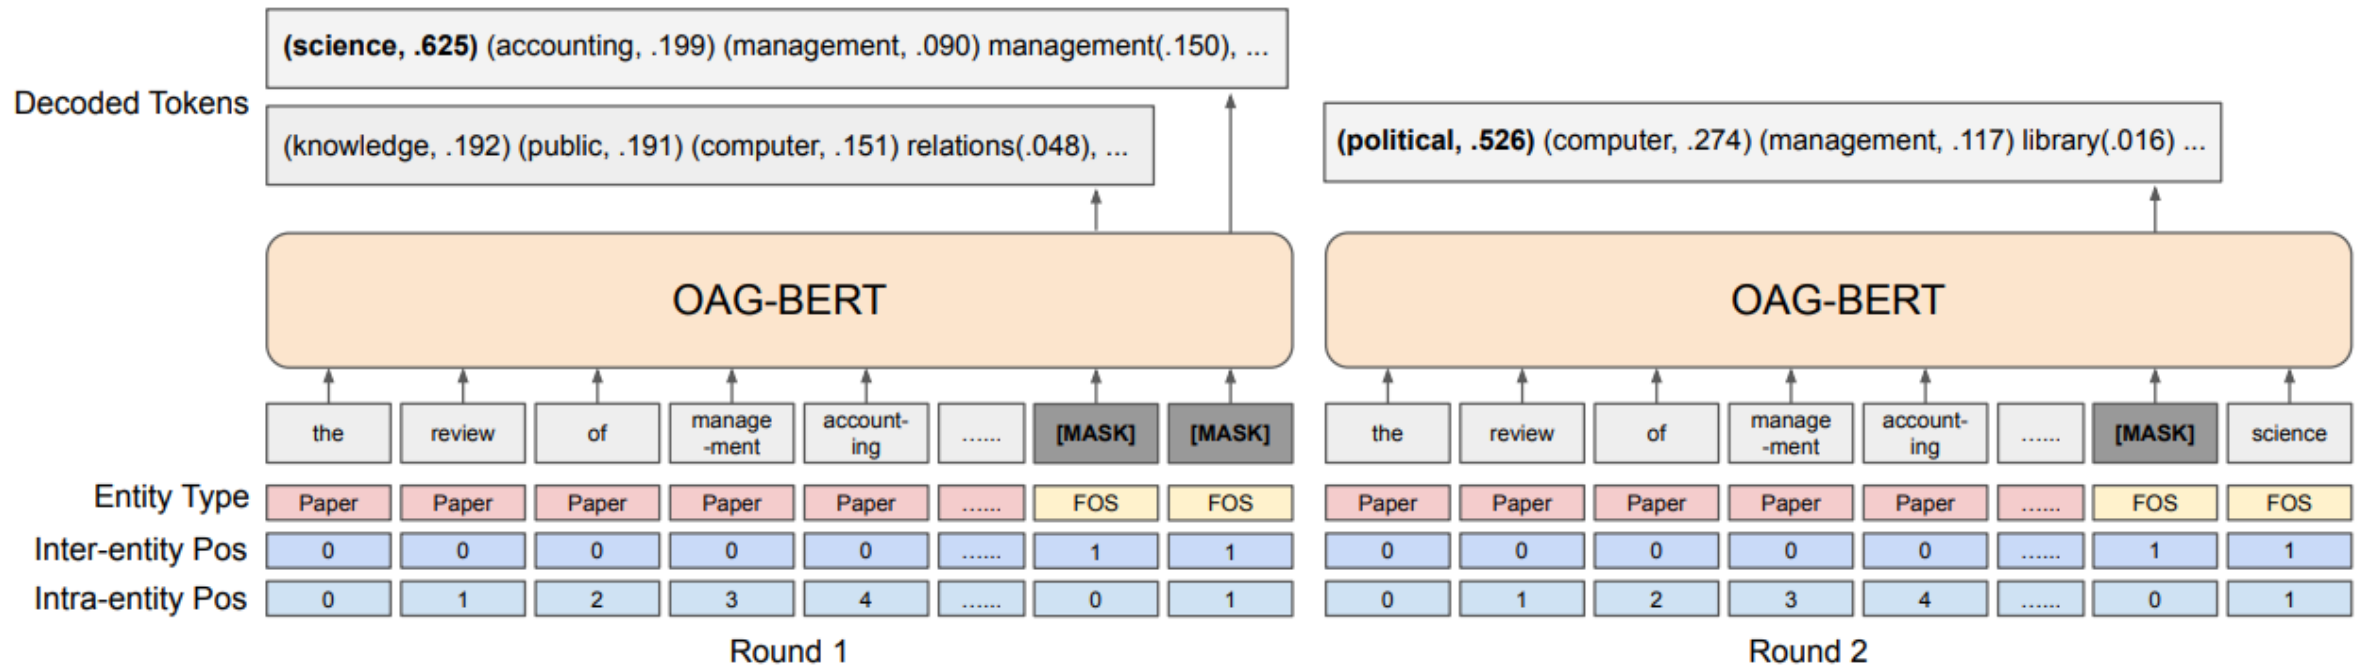 (science, .625) (accounting, .199) (management, .090) management(.150), ...
Decoded Tokens
(knowledge, .192) (public, .191) (computer, .151) relations(.048), ...
(political, .526) (computer, .274) (management, .117) library(.016) ...
OAG-BERT OAG-BERT
the review of manage -ment account- ing ...... [MASK] [MASK] the review of manage -ment account- ing ...... [MASK] science
Entity Type Paper Paper Paper Paper Paper ...... FOS FOS Paper Paper Paper Paper Paper ...... FOS FOS
Inter-entity Pos 0 0 0 0 0 ...... 1 1 0 0 0 0 0 ...... 1 1
Intra-entity Pos 0 1 2 3 4 ...... 0 1 0 1 2 3 4 ...... 0 1
Round 1 Round 2